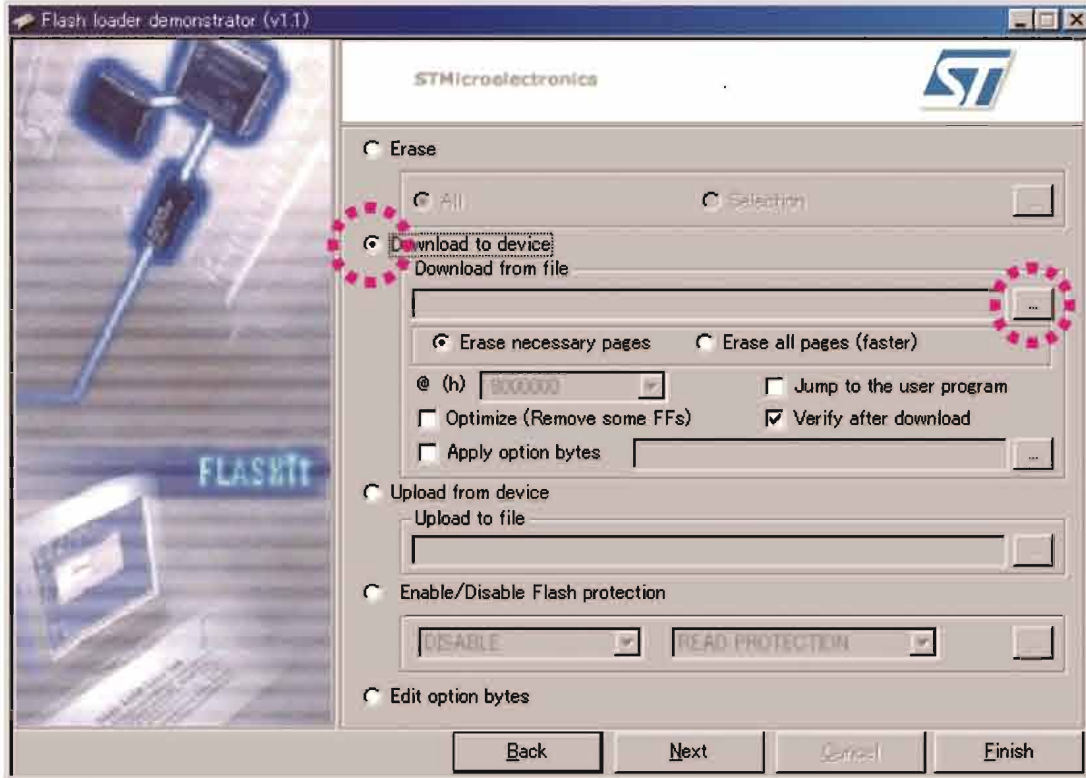 Flash loader demonstrator (v1.1)
STMicroelectronics
ST
Erase
All Selection ...
Download to device
Download from file
...
Erase necessary pages Erase all pages (faster)
@ (h) 8000000 Jump to the user program
Optimize (Remove some FFs) Verify after download
Apply option bytes ...
FLASHIT
Upload from device
Upload to file
Enable/Disable Flash protection
DISABLE READ PROTECTION
Edit option bytes
Back Next Cancel Finish